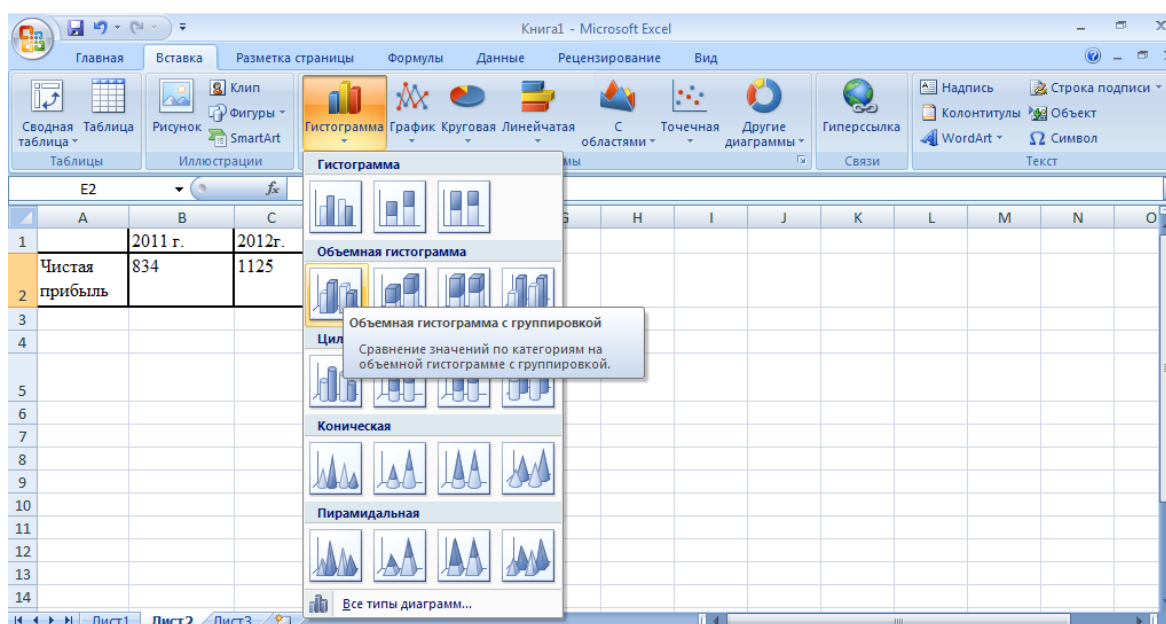 Книга1 - Microsoft Excel
Главная Вставка Разметка страницы Формулы Данные Рецензирование Вид
Сводная таблица Таблица Рисунок Клип Фигуры SmartArt Гистограмма График Круговая Линейчатая С областями Точечная Другие диаграммы Гиперссылка Надпись Колонтитулы WordArt Строка подписи Объект Символ
Таблицы Иллюстрации мы Связи Текст
E2 fx
A B C G H I J K L M N O
1 2011 г. 2012г.
2 Чистая прибыль 834 1125
3
4
5
6
7
8
9
10
11
12
13
14
Гистограмма
Объемная гистограмма
Объемная гистограмма с группировкой
Сравнение значений по категориям на
объемной гистограмме с группировкой.
Цил
Коническая
Пирамидальная
Все типы диаграмм...
Лист1 Лист2 Лист3